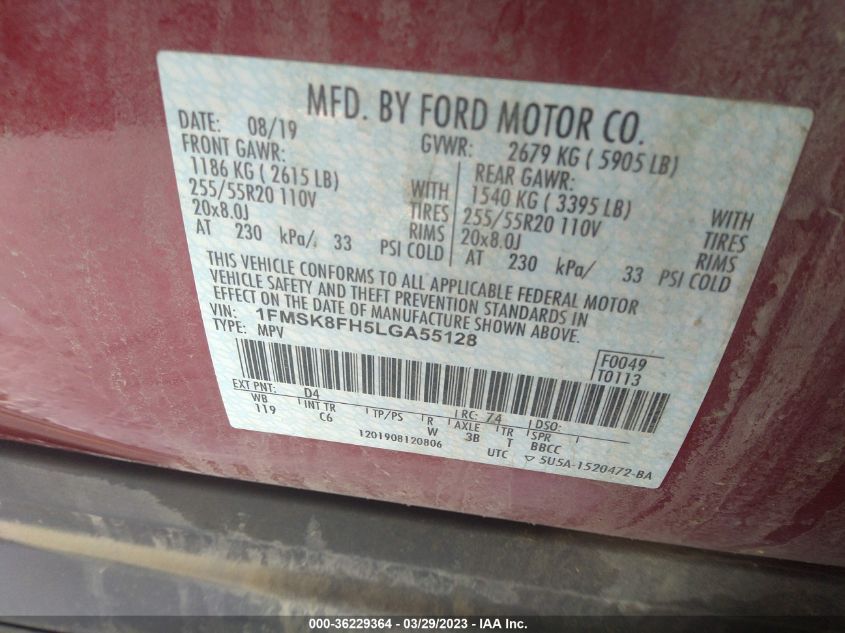 MFD. BY FORD MOTOR CO.
DATE: 08/19 GVWR: 2679 KG ( 5905 LB)
FRONT GAWR: REAR GAWR:
1186 KG ( 2615 LB) WITH 1540 KG ( 3395 LB) WITH
255/55R20 110V TIRES 255/55R20 110V TIRES
20x8.0J RIMS 20x8.0J RIMS
AT 230 kPa/ 33 PSI COLD AT 230 kPa/ 33 PSI COLD
THIS VEHICLE CONFORMS TO ALL APPLICABLE FEDERAL MOTOR
VEHICLE SAFETY AND THEFT PREVENTION STANDARDS IN
EFFECT ON THE DATE OF MANUFACTURE SHOWN ABOVE.
VIN: 1FMSK8FH5LGA55128
TYPE: MPV
F0049
T0113
EXT PNT: D4 RC: 74 DSO:
WB INT TR TP/PS R AXLE TR SPR
119 C6 W 3B T BBCC
1201908120806 UTC ▽ 5U5A-1520472-BA
000-36229364 - 03/29/2023 - IAA Inc.